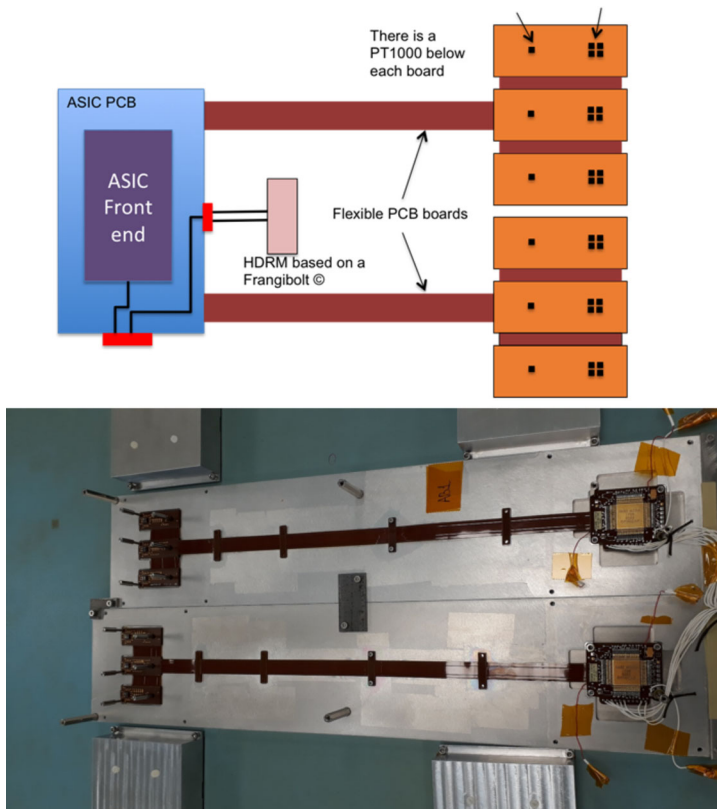 There is a
PT1000 below
each board
ASIC PCB
ASIC
Front
end
Flexible PCB boards
HDRM based on a
Frangibolt ©